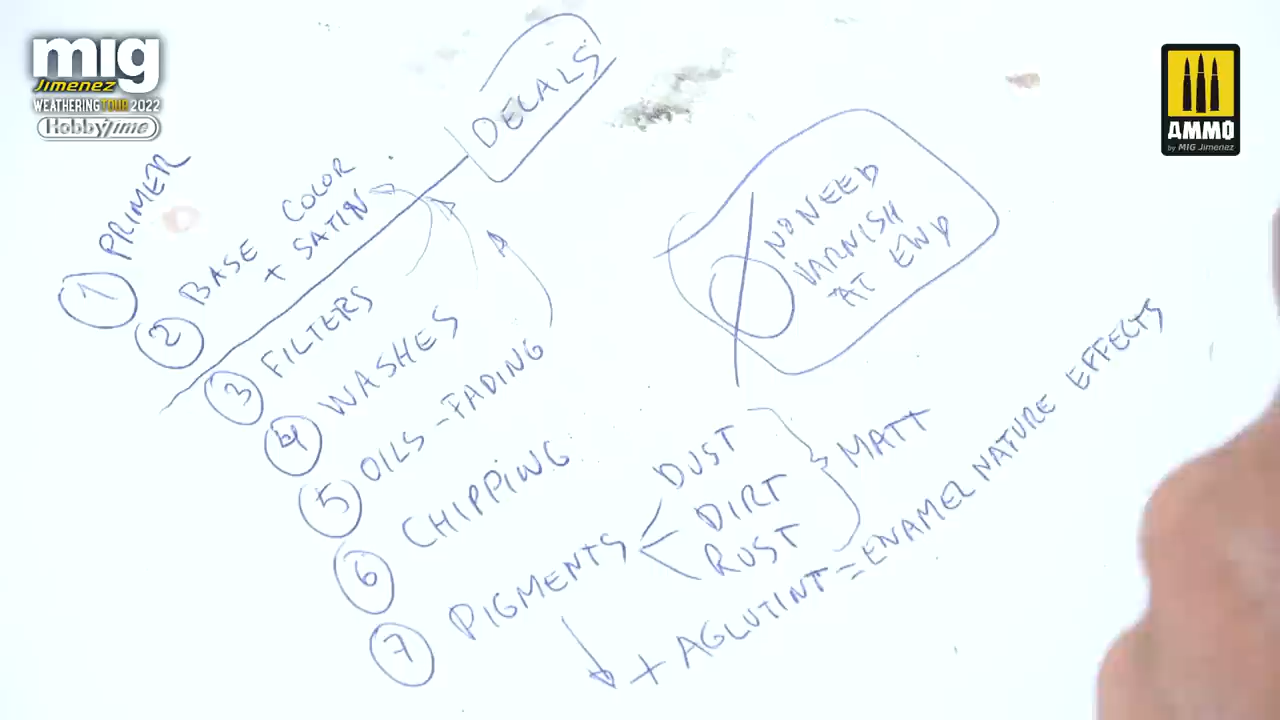 mig
Jimenez
WEATHERING TOUR 2022
HobbyTime
AMMO
by MIG Jimenez
DECALS
1 PRIMER
2 BASE COLOR
+ SATIN
3 FILTERS
4 WASHES
5 OILS-FADING
6 CHIPPING
7 PIGMENTS
DUST
DIRT
RUST
MATT
+ AGLUTINT = ENAMEL NATURE EFFECTS
NO NEED
VARNISH
AT END